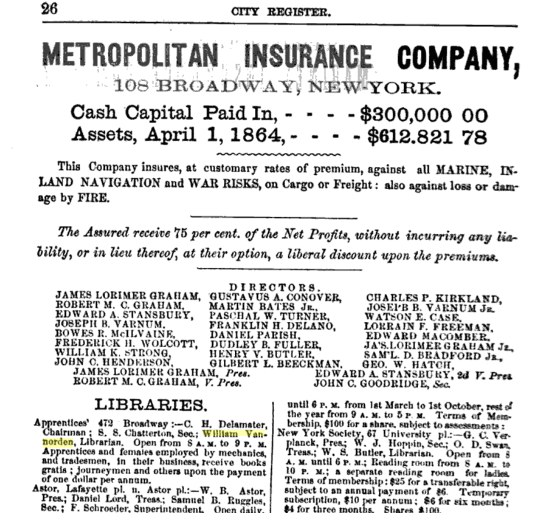 26
CITY REGISTER.
METROPOLITAN INSURANCE COMPANY,
108 BROADWAY, NEW-YORK.
Cash Capital Paid In, - - - - $300,000 00
Assets, April 1, 1864, - - - - $612.821 78
This Company insures, at customary rates of premium, against all MARINE, IN-
LAND NAVIGATION and WAR RISKS, on Cargo or Freight: also against loss or dam-
age by FIRE.
The Assured receive 75 per cent. of the Net Profits, without incurring any lia-
bility, or in lieu thereof, at their option, a liberal discount upon the premiums.
DIRECTORS.
JAMES LORIMER GRAHAM,
ROBERT M. C. GRAHAM,
EDWARD A. STANSBURY,
JOSEPH B. VARNUM,
BOWES R. McILVAINE,
FREDERICK H. WOLCOTT,
WILLIAM K. STRONG,
JOHN C. HENDERSON,
GUSTAVUS A. CONOVER,
MARTIN BATES Jr.,
PASCHAL W. TURNER,
FRANKLIN H. DELANO,
DANIEL PARISH,
DUDLEY B. FULLER,
HENRY V. BUTLER,
GILBERT L. BEECKMAN,
CHARLES P. KIRKLAND,
JOSEPH B. VARNUM Jr.,
WATSON E. CASE,
LORRAIN F. FREEMAN,
EDWARD MACOMBER,
JA'S. LORIMER GRAHAM Jr.,
SAM'L. D. BRADFORD Jr.,
GEO. W. HATCH,
JAMES LORIMER GRAHAM, Pres.
EDWARD A. STANSBURY, 2d V. Pres.
ROBERT M. C. GRAHAM, V. Pres.
JOHN C. GOODRIDGE, Sec.
LIBRARIES.
Apprentices' 472 Broadway :—C. H. Delamater,
Chairman ; S. S. Chatterton, Sec.; William Van-
norden, Librarian. Open from 8 A. M. to 9 P. M.
Apprentices and females employed by mechanics,
and tradesmen, in their business, receive books
gratis ; journeymen and others upon the payment
of one dollar per annum.
Astor, Lafayette pl. n. Astor pl.:—W. B. Astor,
Pres.; Daniel Lord, Treas.; Samuel B. Ruggles,
Sec.; F. Schroeder, Superintendent. Open daily,
until 6 P. M. from 1st March to 1st October, rest of
the year from 9 A. M. to 5 P. M. Terms of Mem-
bership, $100 for a share, subject to assessments:
New York Society, 67 University pl.:—G. C. Ver-
planck, Pres.; W. J. Hoppin, Sec.; O. D. Swan,
Treas.; W. S. Butler, Librarian. Open from 8
A. M. until 6 P. M.; Reading room from 8 A. M. to
10 P. M.; a separate reading room for ladies.
Terms of membership: $25 for a transferable right,
subject to an annual payment of $6. Temporary
subscription, $10 per annum; $6 for six months;
$4 for three months. Shares $100.